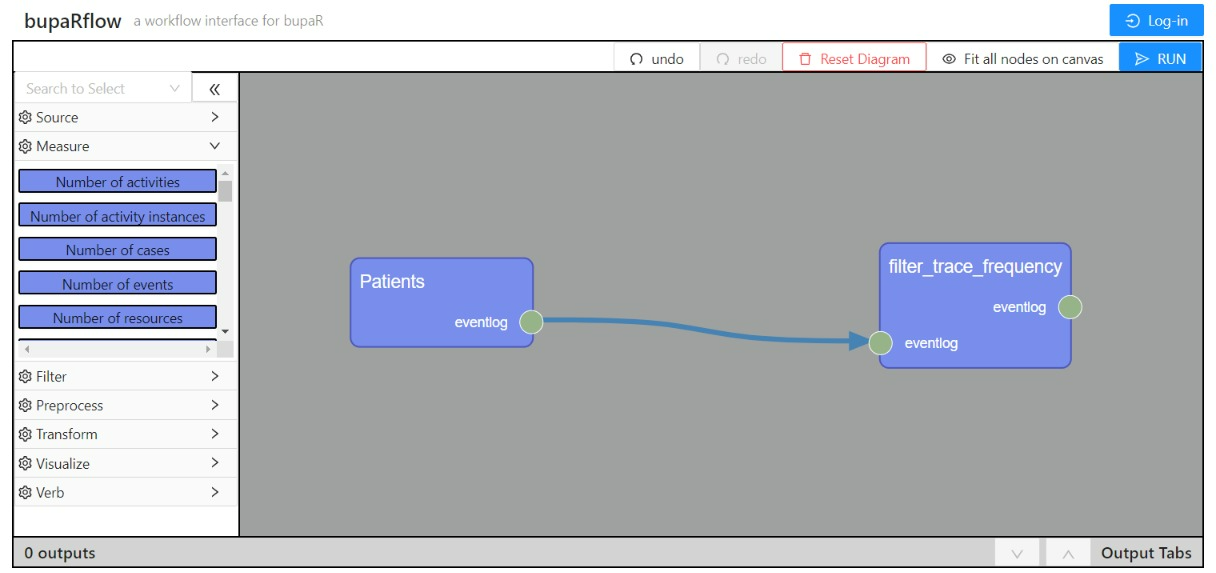 bupaRflow a workflow interface for bupaR
Log-in
undo redo Reset Diagram Fit all nodes on canvas RUN
Search to Select
Source
Measure
Number of activities
Number of activity instances
Number of cases
Number of events
Number of resources
Filter
Preprocess
Transform
Visualize
Verb
Patients
eventlog
filter_trace_frequency
eventlog
eventlog
0 outputs
Output Tabs